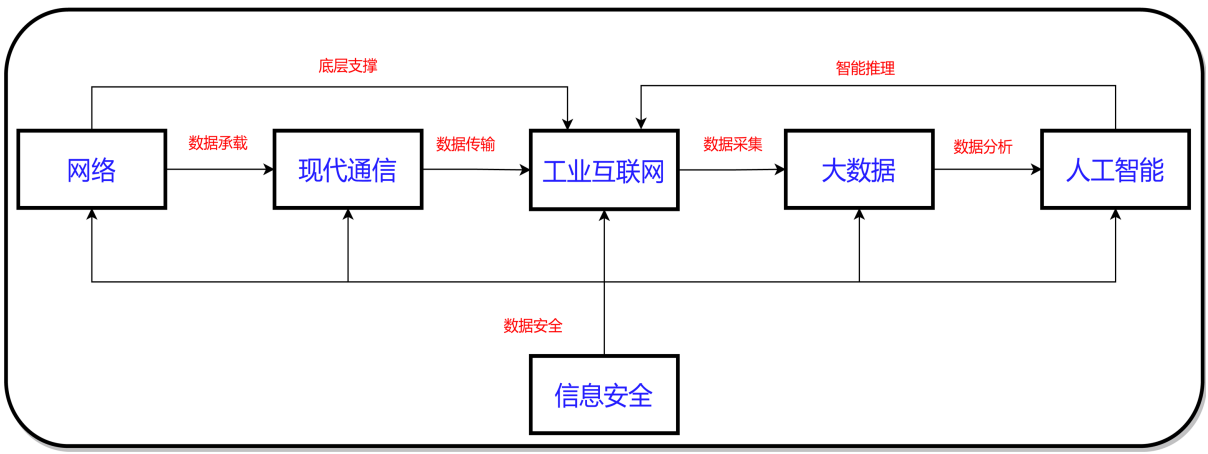 底层支撑
智能推理
数据承载
数据传输
数据采集
数据分析
网络
现代通信
工业互联网
大数据
人工智能
数据安全
信息安全